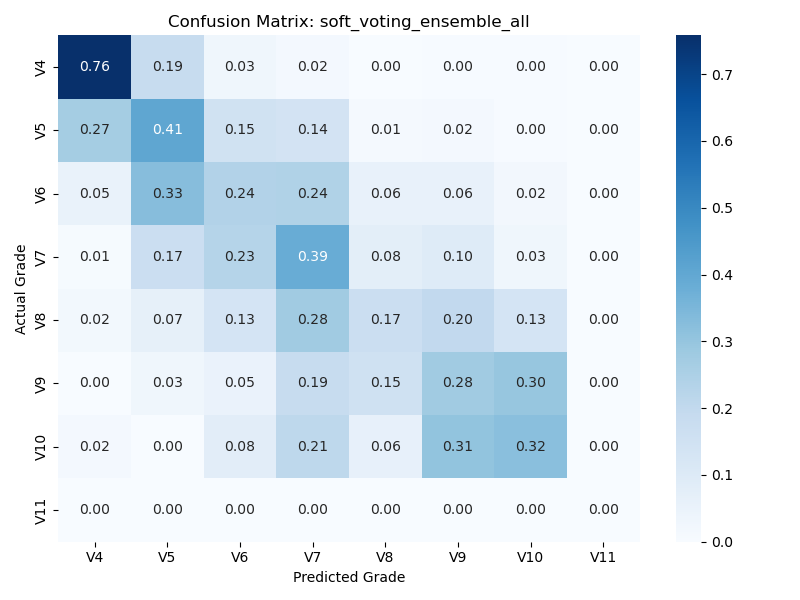 Confusion Matrix: soft_voting_ensemble_all
V4 0.76 0.19 0.03 0.02 0.00 0.00 0.00 0.00
V5 0.27 0.41 0.15 0.14 0.01 0.02 0.00 0.00
V6 0.05 0.33 0.24 0.24 0.06 0.06 0.02 0.00
V7 0.01 0.17 0.23 0.39 0.08 0.10 0.03 0.00
V8 0.02 0.07 0.13 0.28 0.17 0.20 0.13 0.00
V9 0.00 0.03 0.05 0.19 0.15 0.28 0.30 0.00
V10 0.02 0.00 0.08 0.21 0.06 0.31 0.32 0.00
V11 0.00 0.00 0.00 0.00 0.00 0.00 0.00 0.00
V4 V5 V6 V7 V8 V9 V10 V11
Predicted Grade
Actual Grade
0.7
0.6
0.5
0.4
0.3
0.2
0.1
0.0